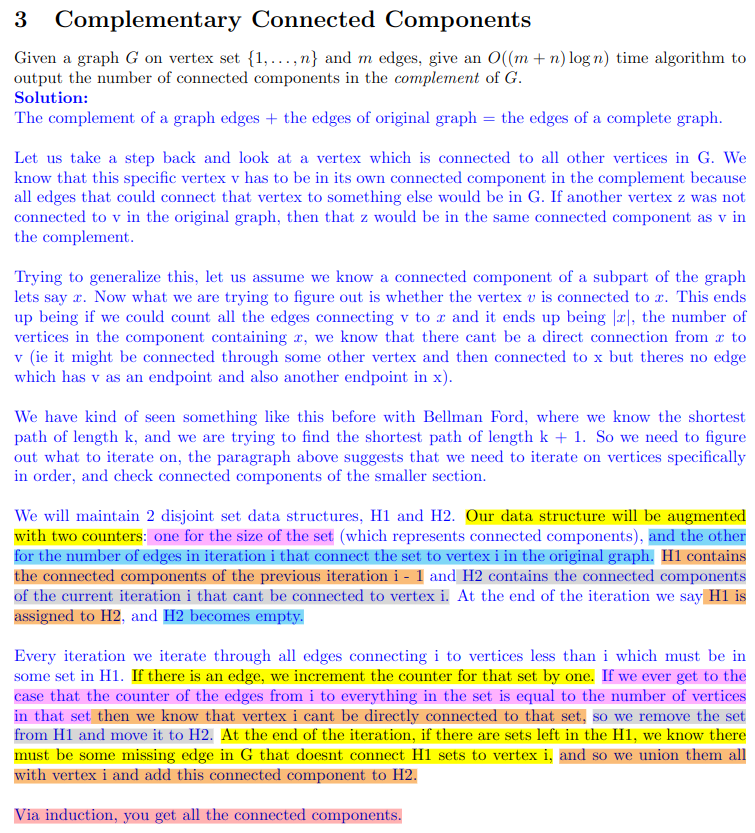 3 Complementary Connected Components
Given a graph G on vertex set {1, . . . , n} and m edges, give an O((m + n) log n) time algorithm to
output the number of connected components in the complement of G.
Solution:
The complement of a graph edges + the edges of original graph = the edges of a complete graph.
Let us take a step back and look at a vertex which is connected to all other vertices in G. We
know that this specific vertex v has to be in its own connected component in the complement because
all edges that could connect that vertex to something else would be in G. If another vertex z was not
connected to v in the original graph, then that z would be in the same connected component as v in
the complement.
Trying to generalize this, let us assume we know a connected component of a subpart of the graph
lets say x. Now what we are trying to figure out is whether the vertex v is connected to x. This ends
up being if we could count all the edges connecting v to x and it ends up being |x|, the number of
vertices in the component containing x, we know that there cant be a direct connection from x to
v (ie it might be connected through some other vertex and then connected to x but theres no edge
which has v as an endpoint and also another endpoint in x).
We have kind of seen something like this before with Bellman Ford, where we know the shortest
path of length k, and we are trying to find the shortest path of length k + 1. So we need to figure
out what to iterate on, the paragraph above suggests that we need to iterate on vertices specifically
in order, and check connected components of the smaller section.
We will maintain 2 disjoint set data structures, H1 and H2. Our data structure will be augmented
with two counters: one for the size of the set (which represents connected components), and the other
for the number of edges in iteration i that connect the set to vertex i in the original graph. H1 contains
the connected components of the previous iteration i - 1 and H2 contains the connected components
of the current iteration i that cant be connected to vertex i. At the end of the iteration we say H1 is
assigned to H2, and H2 becomes empty.
Every iteration we iterate through all edges connecting i to vertices less than i which must be in
some set in H1. If there is an edge, we increment the counter for that set by one. If we ever get to the
case that the counter of the edges from i to everything in the set is equal to the number of vertices
in that set then we know that vertex i cant be directly connected to that set, so we remove the set
from H1 and move it to H2. At the end of the iteration, if there are sets left in the H1, we know there
must be some missing edge in G that doesnt connect H1 sets to vertex i, and so we union them all
with vertex i and add this connected component to H2.
Via induction, you get all the connected components.